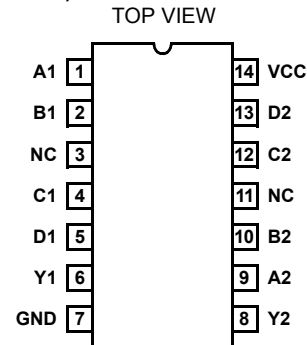 TOP VIEW
A1 1 14 VCC
B1 2 13 D2
NC 3 12 C2
C1 4 11 NC
D1 5 10 B2
Y1 6 9 A2
GND 7 8 Y2